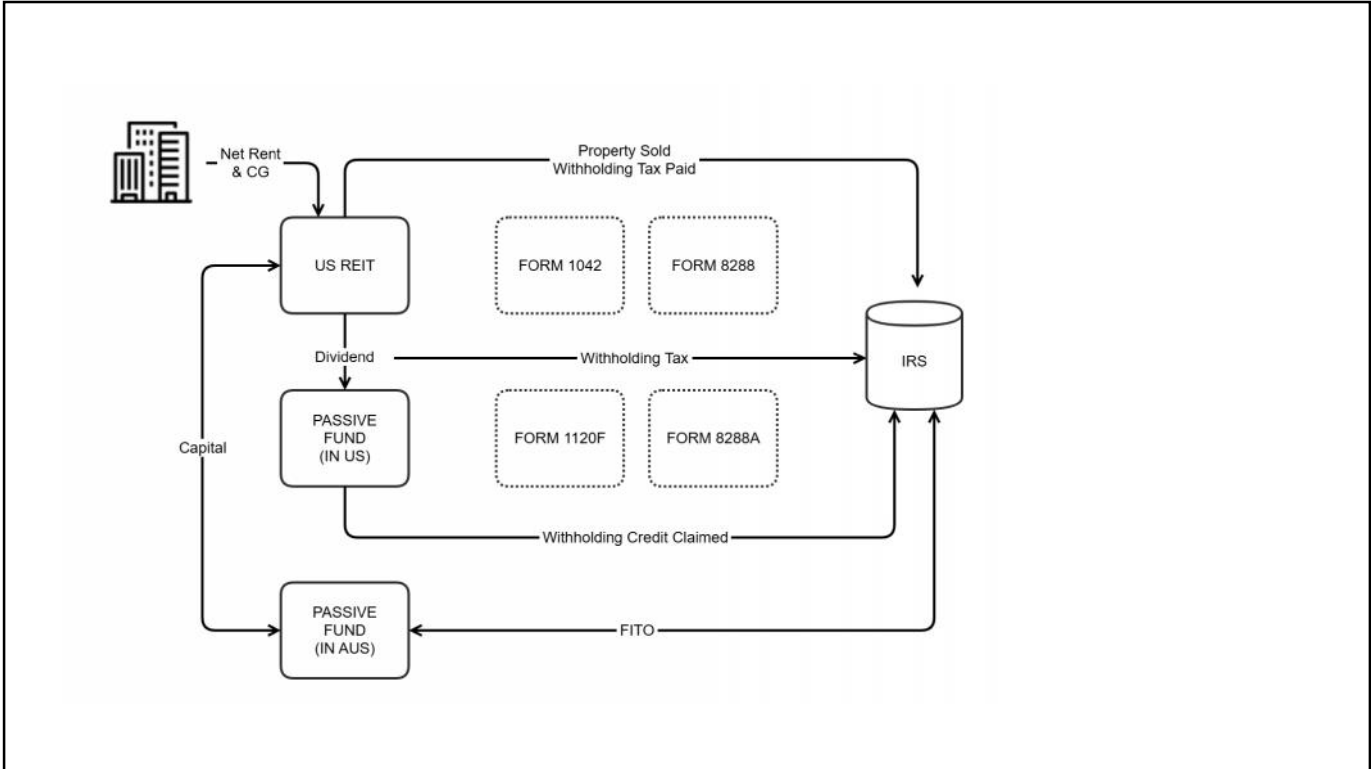 Net Rent
& CG
Property Sold
Withholding Tax Paid
US REIT
FORM 1042
FORM 8288
Dividend
Withholding Tax
IRS
PASSIVE
FUND
(IN US)
FORM 1120F
FORM 8288A
Capital
Withholding Credit Claimed
PASSIVE
FUND
(IN AUS)
FITO